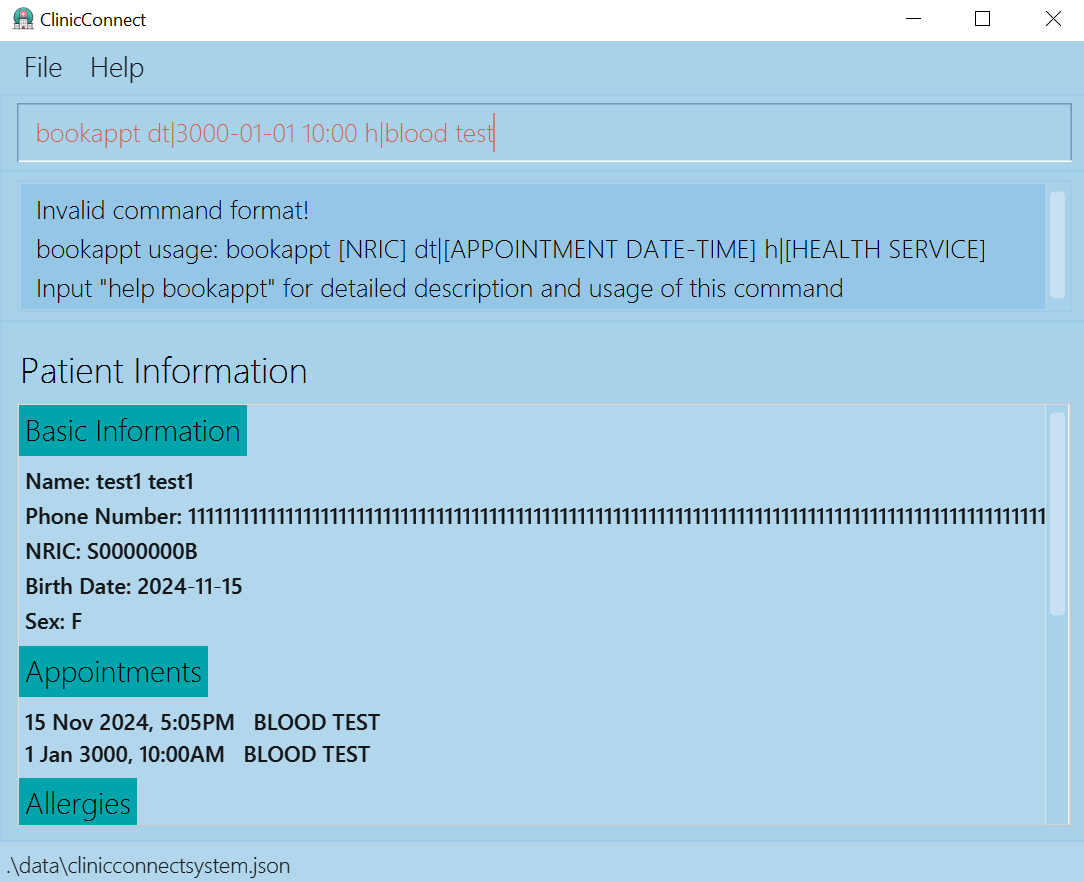 ClinicConnect
File Help
bookappt dt|3000-01-01 10:00 h|blood test
Invalid command format!
bookappt usage: bookappt [NRIC] dt|[APPOINTMENT DATE-TIME] h|[HEALTH SERVICE]
Input "help bookappt" for detailed description and usage of this command
Patient Information
Basic Information
Name: test1 test1
Phone Number:
NRIC: S0000000B
Birth Date: 2024-11-15
Sex: F
Appointments
15 Nov 2024, 5:05PM BLOOD TEST
1 Jan 3000, 10:00AM BLOOD TEST
Allergies
.\data\clinicconnectsystem.json